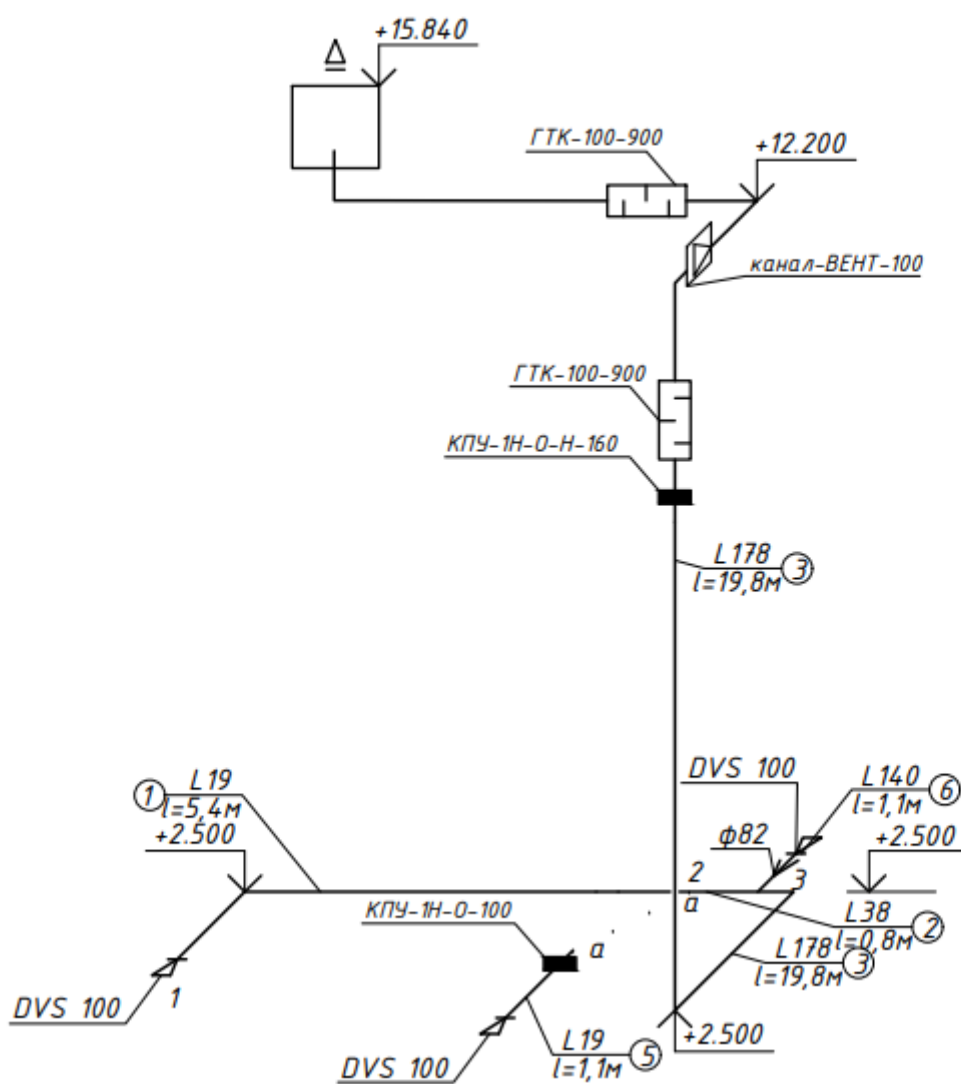 +15.840
ГТК-100-900
+12.200
канал-ВЕНТ-100
ГТК-100-900
КПУ-1Н-О-Н-160
L178
l=19,8м
3
DVS 100
L140
l=1,1м
6
1
L19
l=5,4м
+2.500
ф82
+2.500
2
3
а
КПУ-1Н-О-100
а
L38
l=0,8м
2
L178
l=19,8м
3
DVS 100
1
+2.500
DVS 100
L19
l=1,1м
5